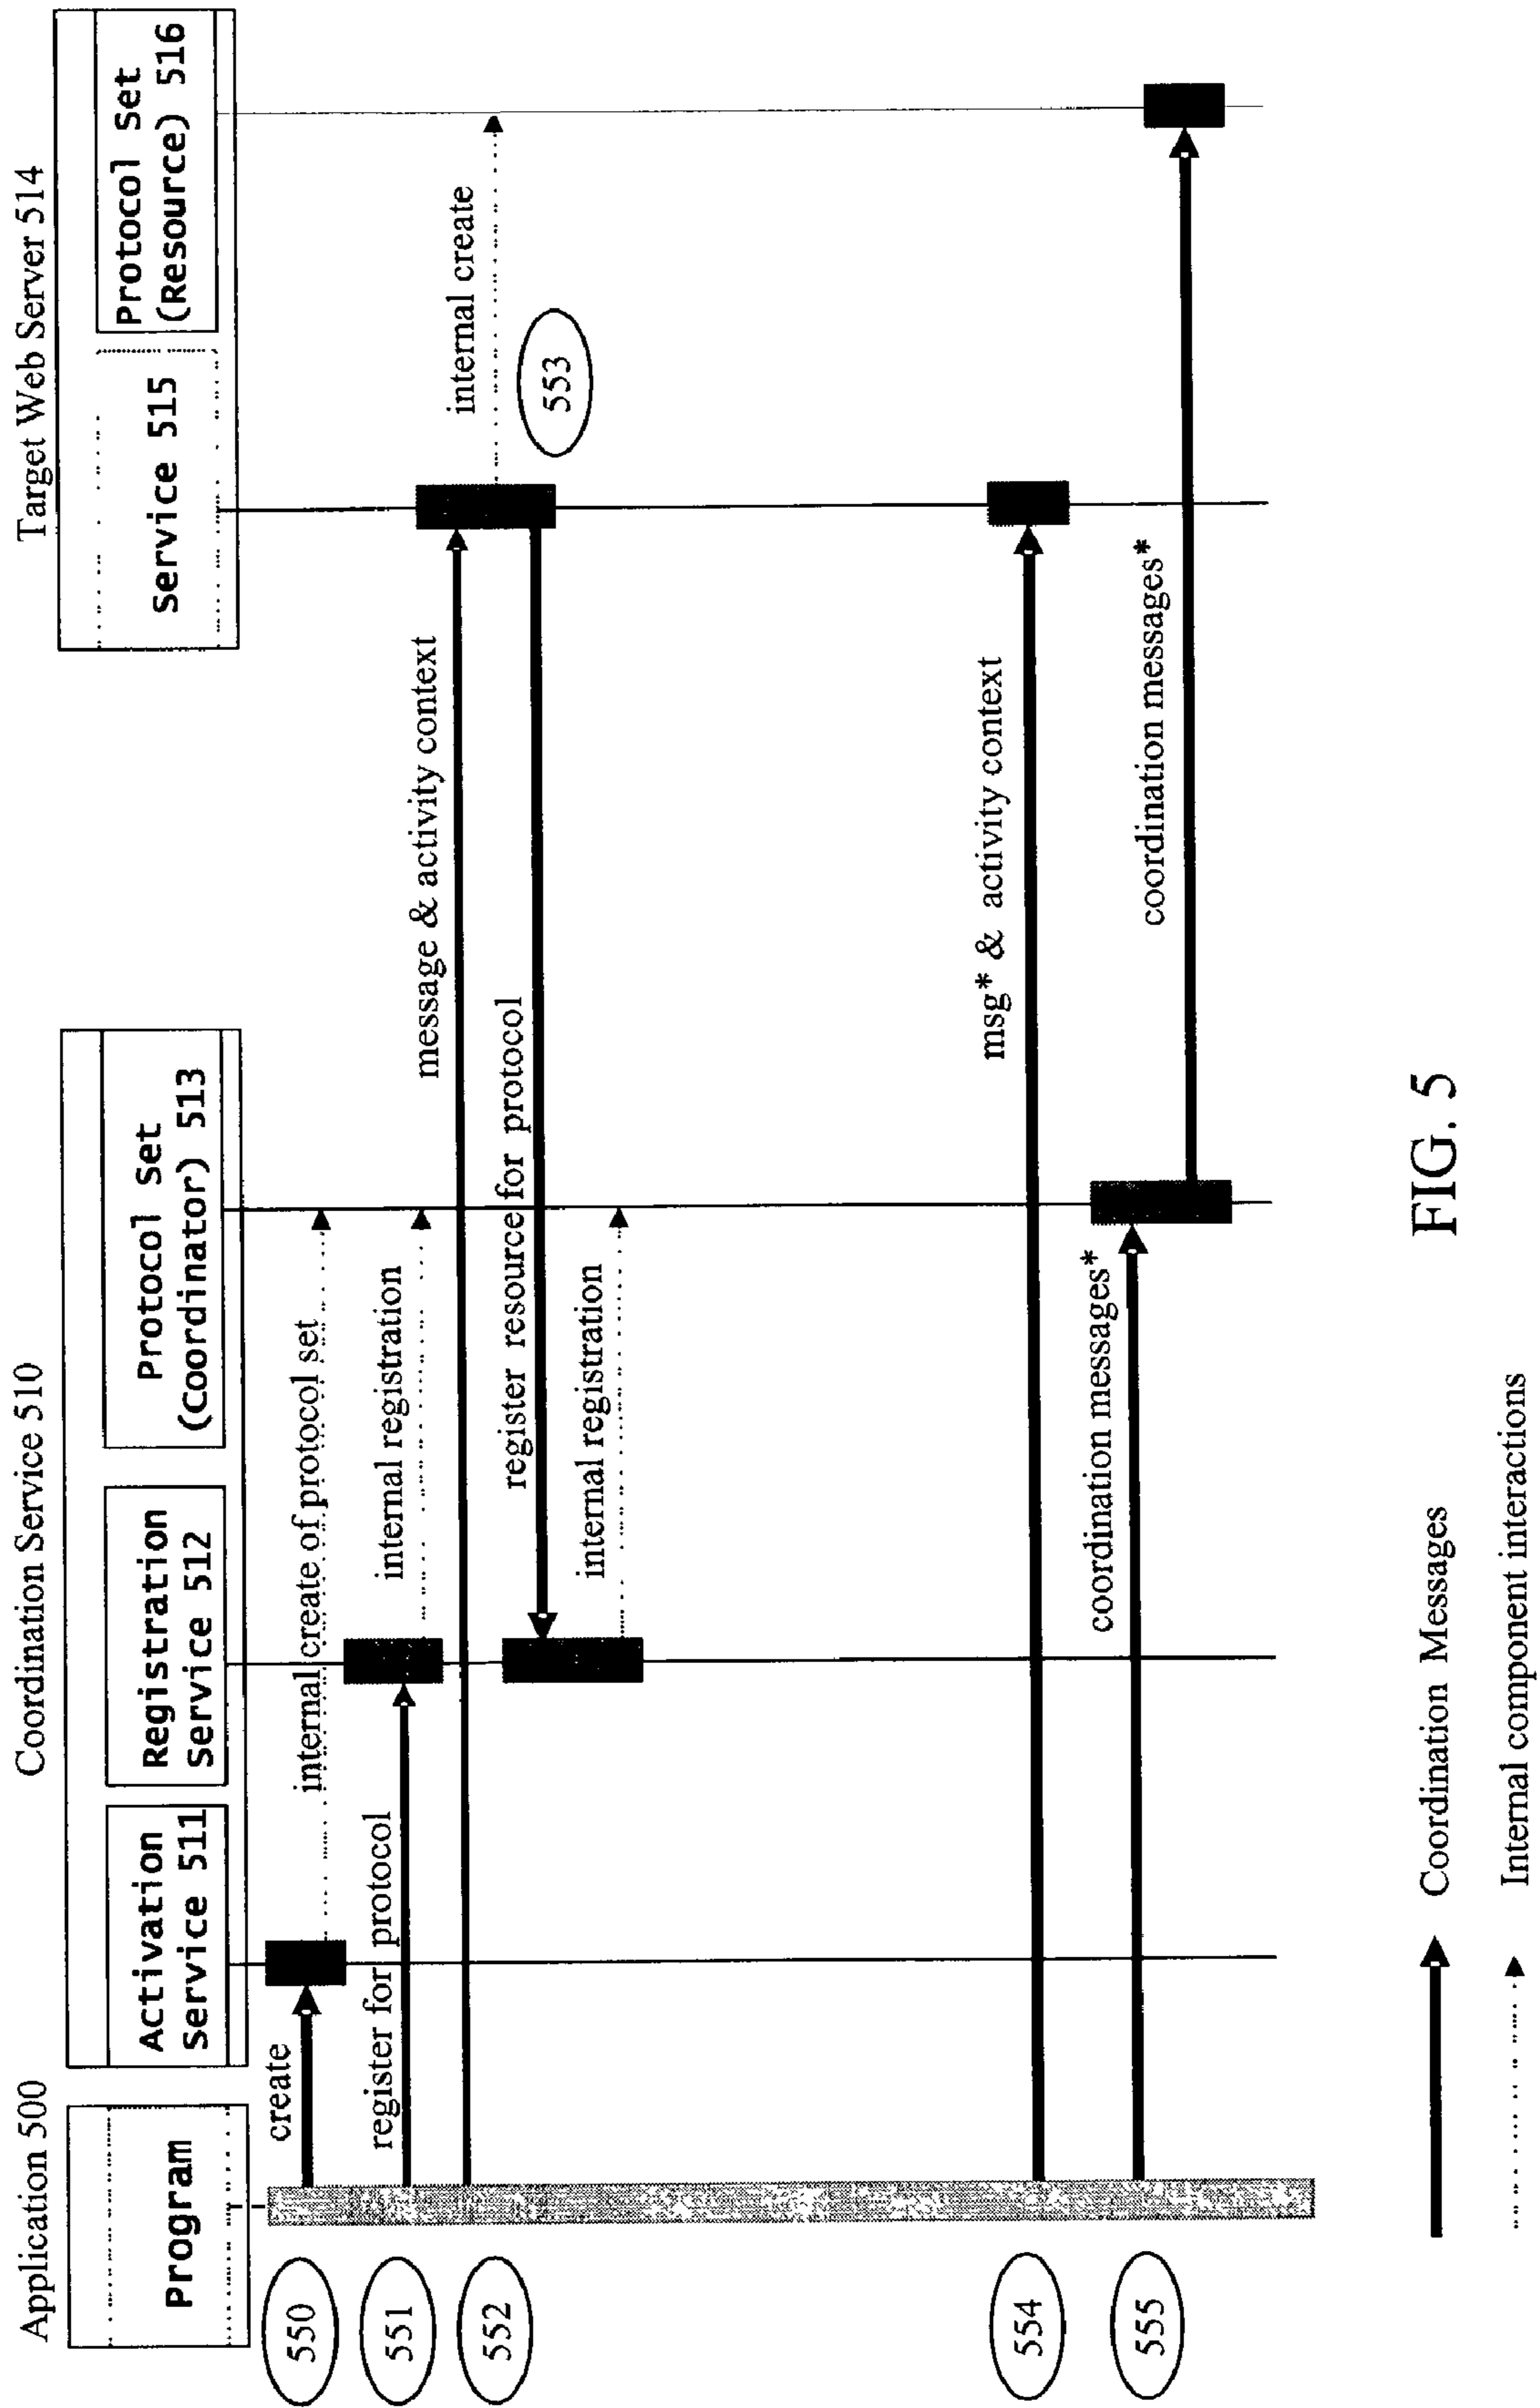 Application 500
Coordination Service 510
Target Web Server 514
Program
Activation
Service 511
Registration
Service 512
Protocol Set
(Coordinator) 513
Service 515
Protocol Set
(Resource) 516
550
create
internal create of protocol set
551
register for protocol
internal registration
552
message & activity context
internal create
553
register resource for protocol
internal registration
554
msg* & activity context
555
coordination messages*
coordination messages*
Coordination Messages
Internal component interactions
FIG. 5